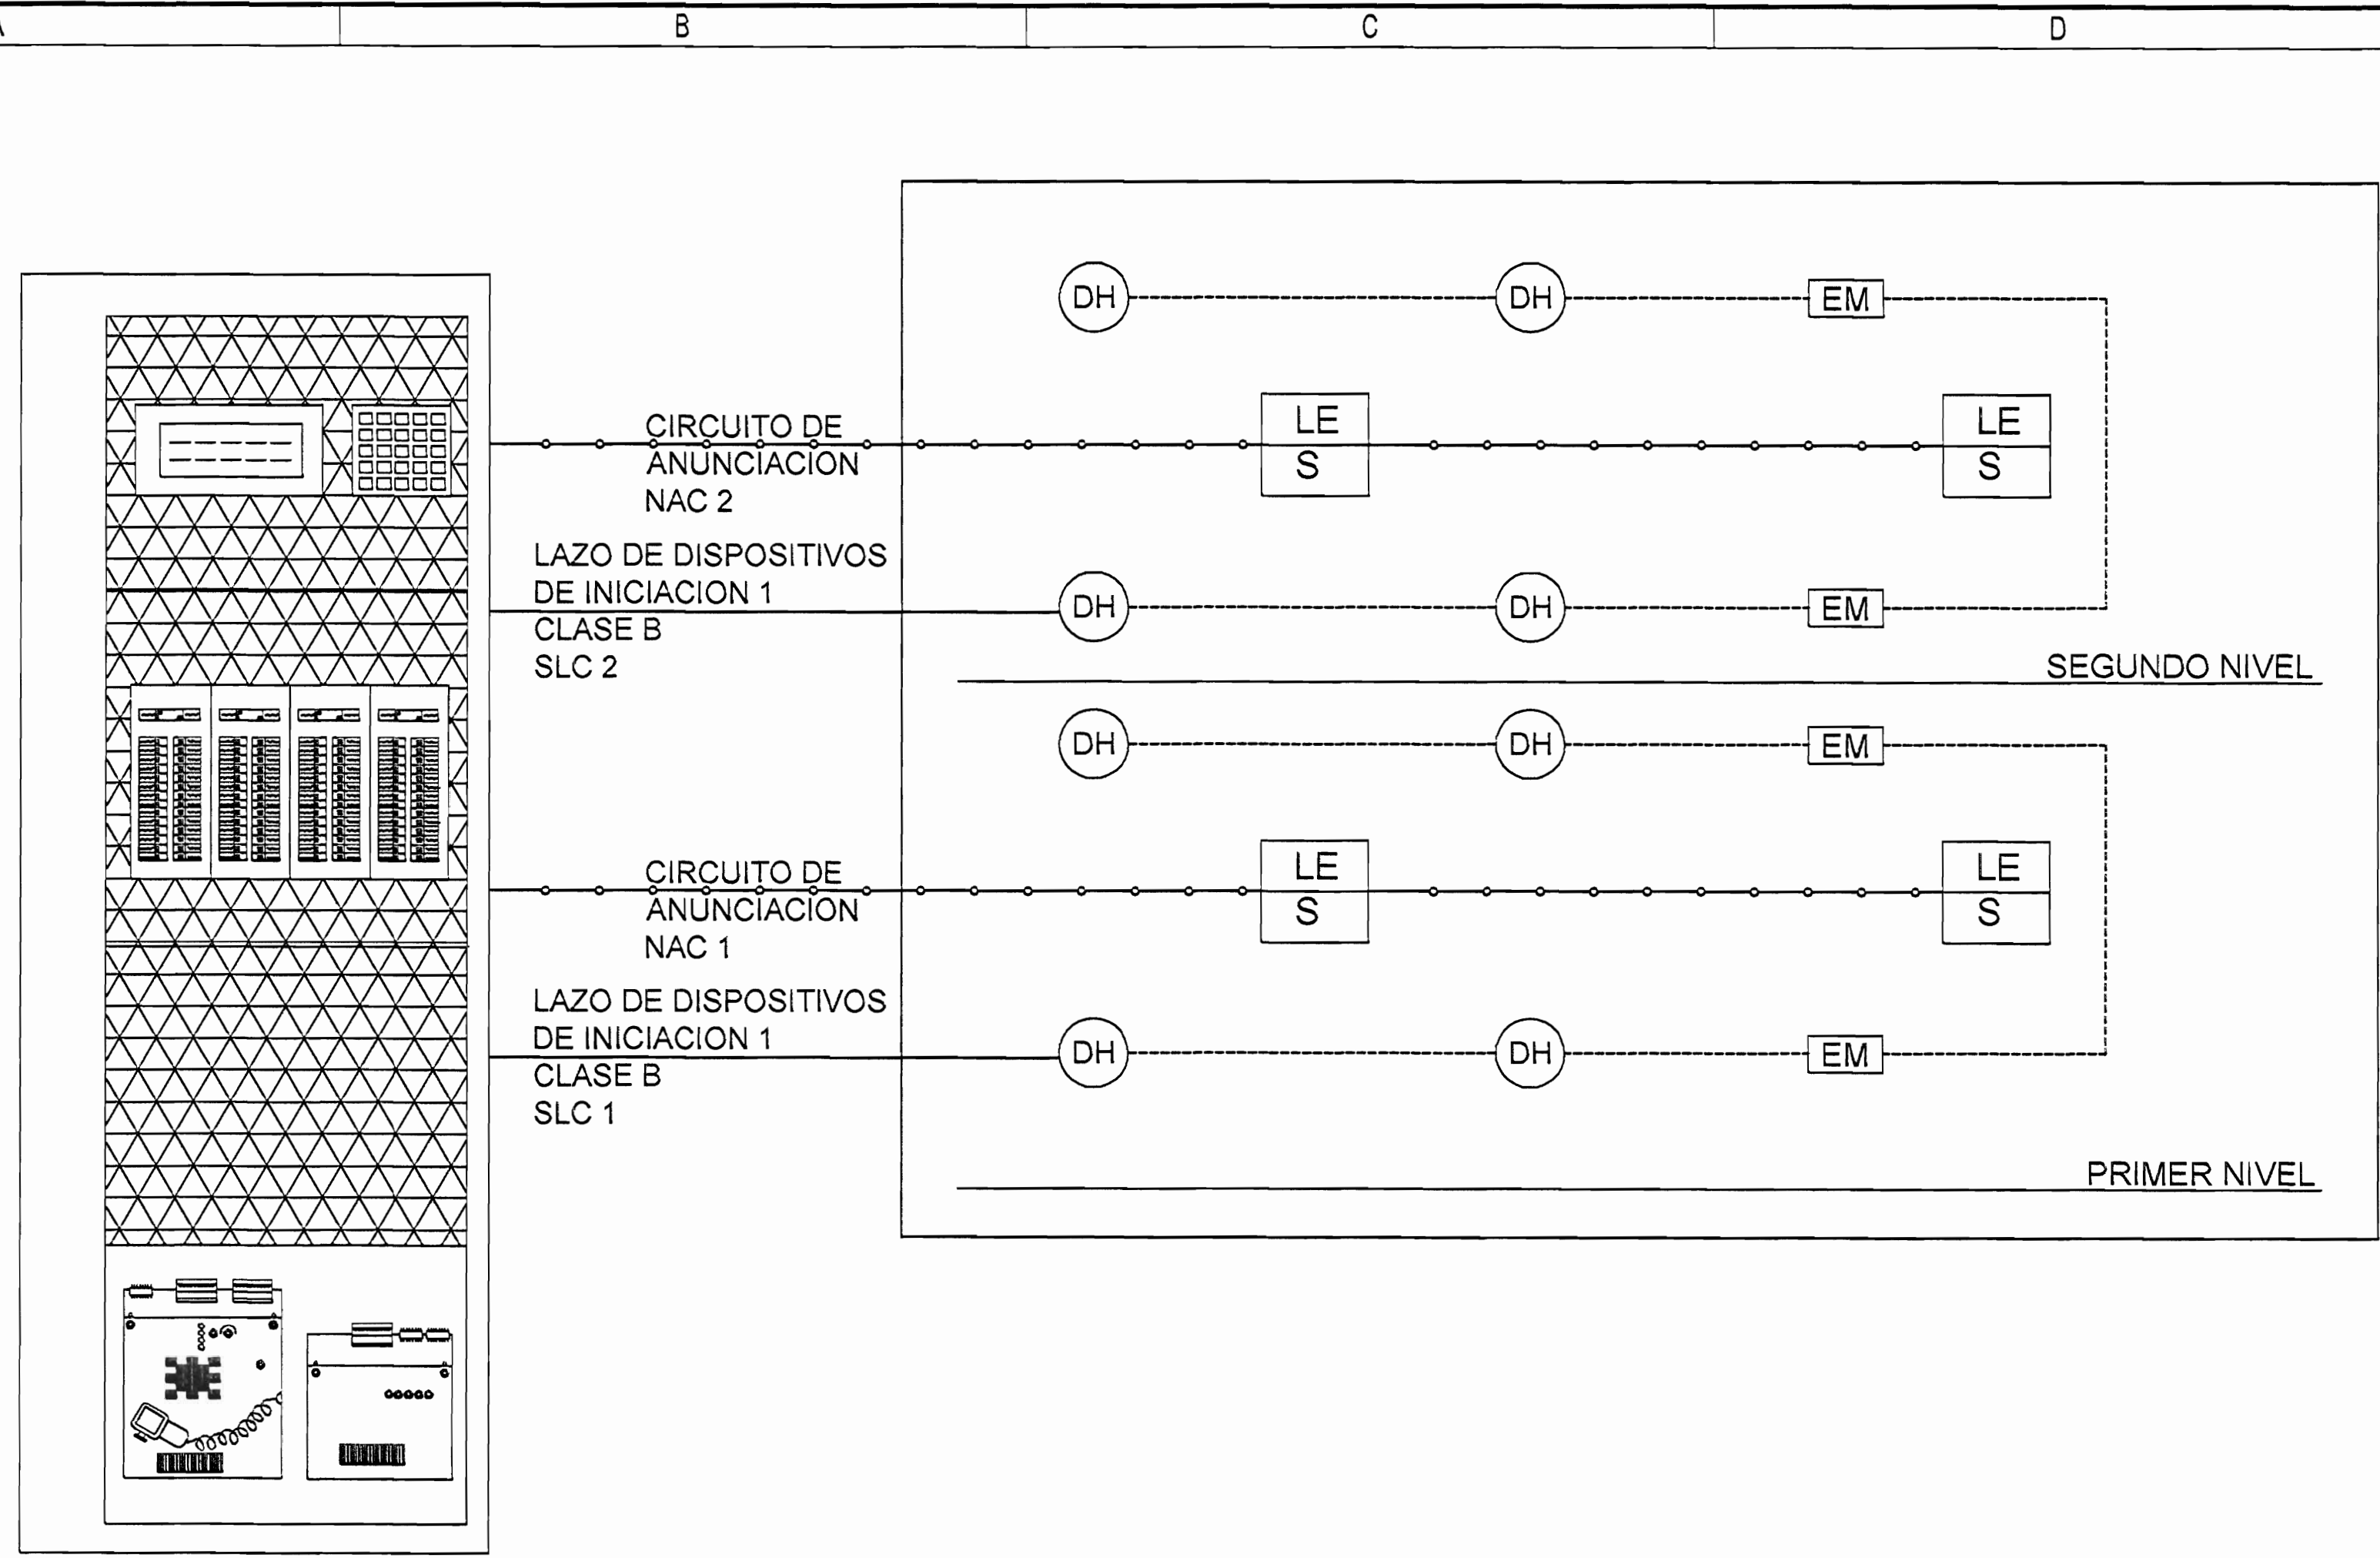 B
C
D
DH
DH
EM
CIRCUITO DE
ANUNCIACION
NAC 2
LE
S
LE
S
LAZO DE DISPOSITIVOS
DE INICIACION 1
CLASE B
SLC 2
DH
DH
EM
SEGUNDO NIVEL
DH
DH
EM
CIRCUITO DE
ANUNCIACION
NAC 1
LE
S
LE
S
LAZO DE DISPOSITIVOS
DE INICIACION 1
CLASE B
SLC 1
DH
DH
EM
PRIMER NIVEL